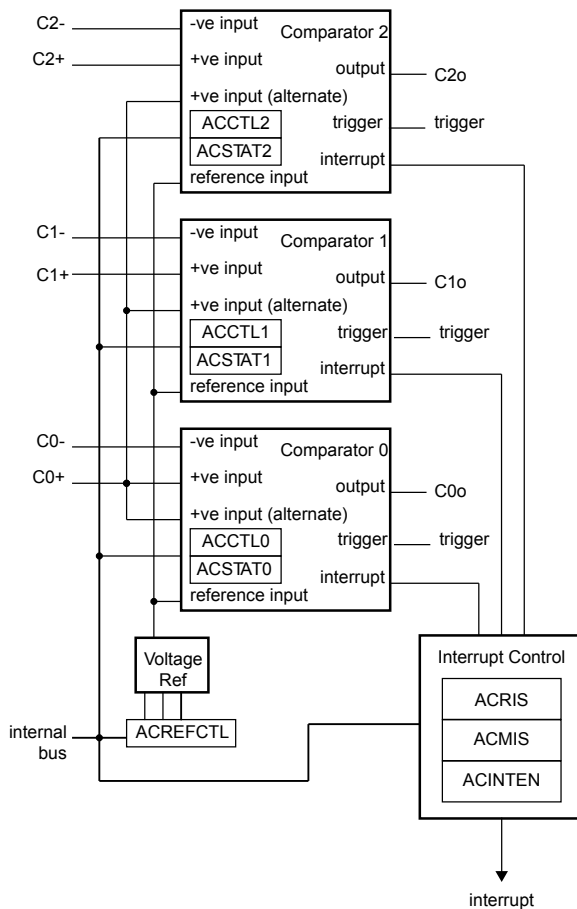 C2-
-ve input
Comparator 2
C2+
+ve input
output
C2o
+ve input (alternate)
ACCTL2
trigger
trigger
ACSTAT2
interrupt
reference input
C1-
-ve input
Comparator 1
C1+
+ve input
output
C1o
+ve input (alternate)
ACCTL1
trigger
trigger
ACSTAT1
interrupt
reference input
C0-
-ve input
Comparator 0
C0+
+ve input
output
C0o
+ve input (alternate)
ACCTL0
trigger
trigger
ACSTAT0
interrupt
reference input
Voltage
Ref
Interrupt Control
ACRIS
internal
bus
ACREFCTL
ACMIS
ACINTEN
interrupt